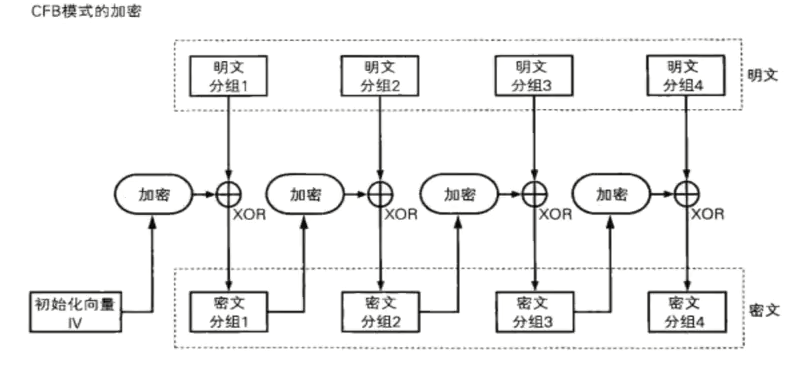 CFB模式的加密
明文
分组1
明文
分组2
明文
分组3
明文
分组4
明文
加密
XOR
加密
XOR
加密
XOR
加密
XOR
初始化向量
IV
密文
分组1
密文
分组2
密文
分组3
密文
分组4
密文